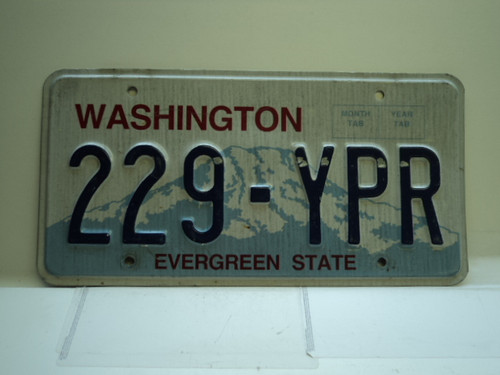 WASHINGTON
MONTH TAB YEAR TAB
229-YPR
EVERGREEN STATE